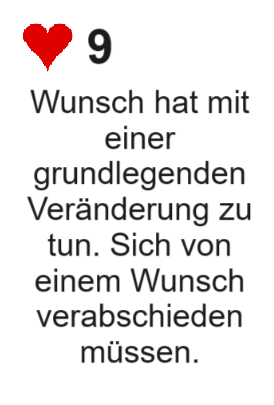 9
Wunsch hat mit
einer
grundlegenden
Veränderung zu
tun. Sich von
einem Wunsch
verabschieden
müssen.